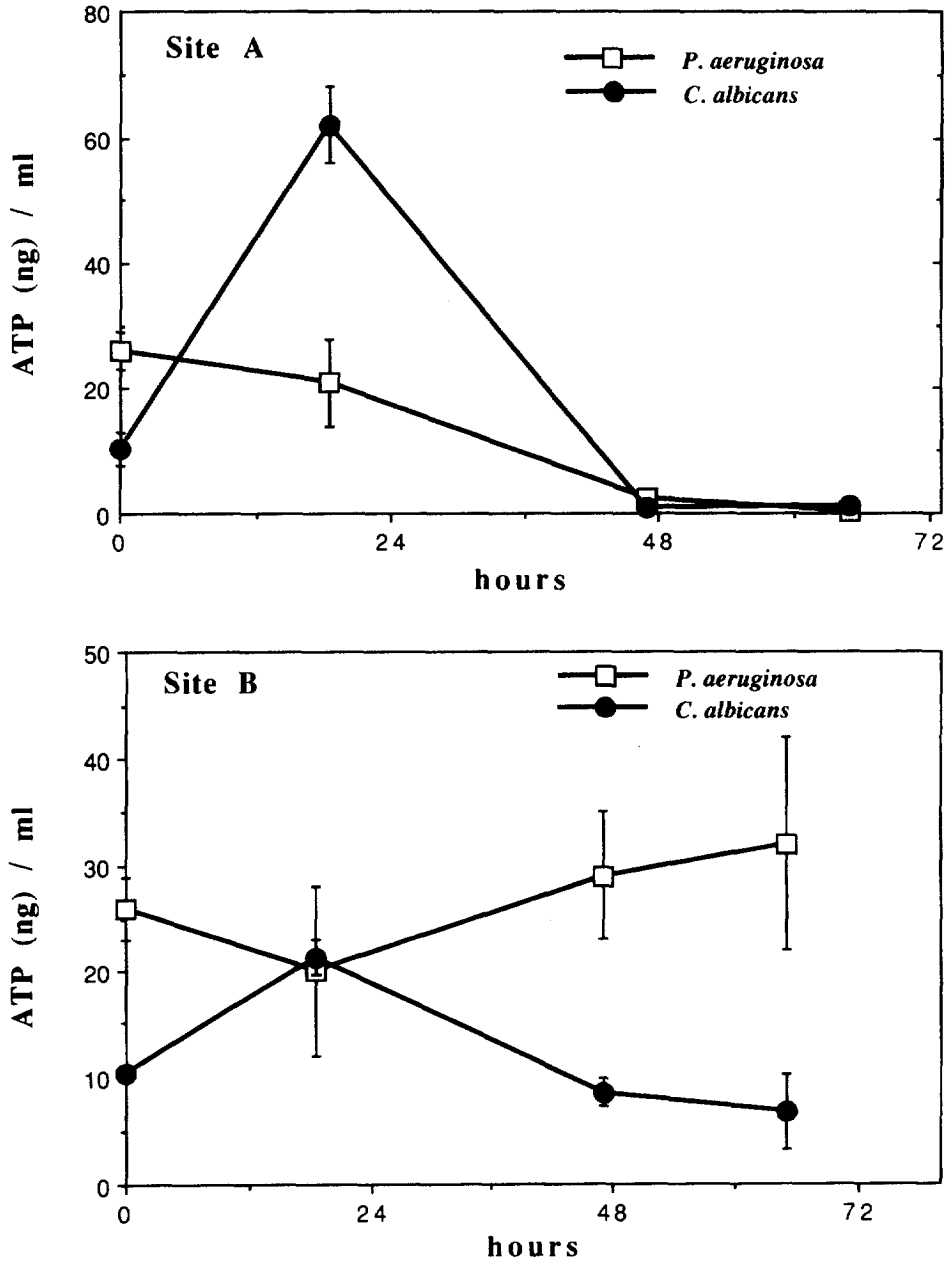 80
Site A
P. aeruginosa
C. albicans
60
40
20
0
ATP (ng) / ml
0 24 48 72
hours
50
Site B
P. aeruginosa
C. albicans
40
30
20
10
0
ATP (ng) / ml
0 24 48 72
hours